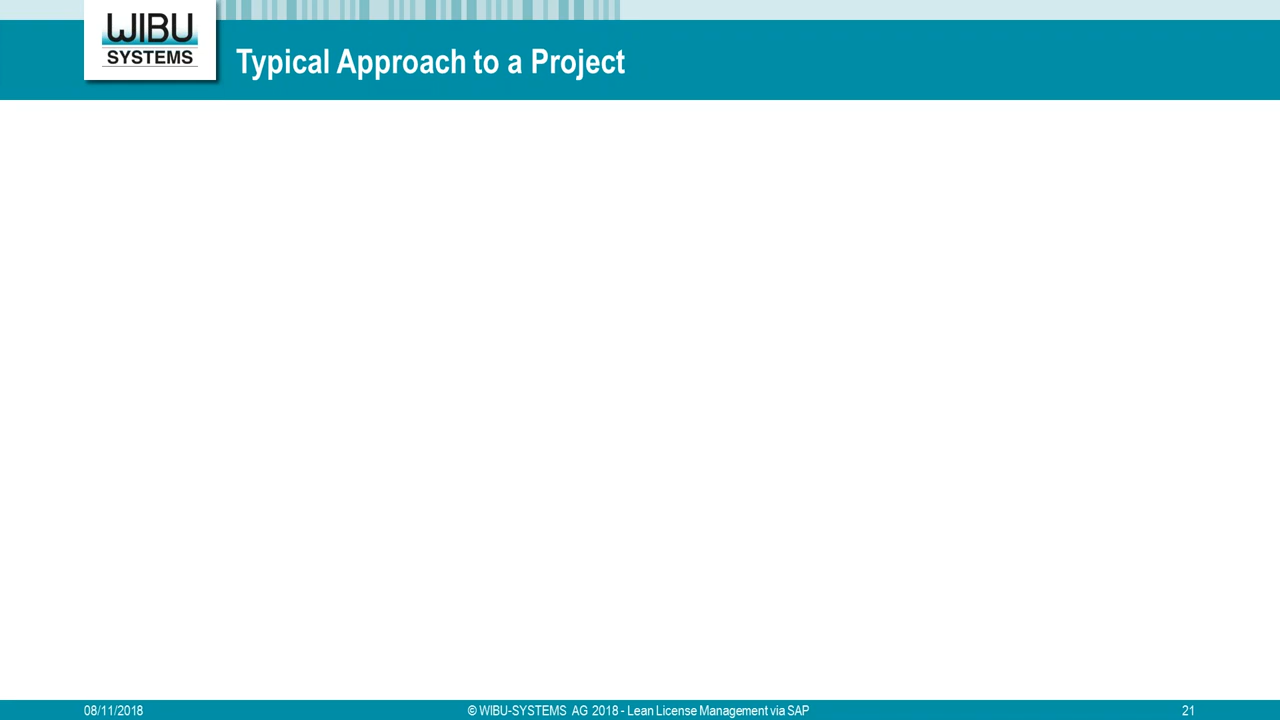 WIBU
SYSTEMS
Typical Approach to a Project
08/11/2018
© WIBU-SYSTEMS AG 2018 - Lean License Management via SAP
21